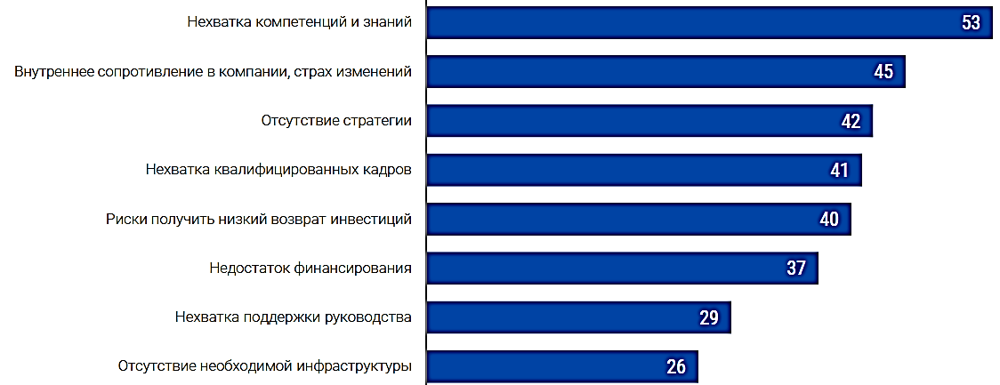 Нехватка компетенций и знаний 53
Внутреннее сопротивление в компании, страх изменений 45
Отсутствие стратегии 42
Нехватка квалифицированных кадров 41
Риски получить низкий возврат инвестиций 40
Недостаток финансирования 37
Нехватка поддержки руководства 29
Отсутствие необходимой инфраструктуры 26